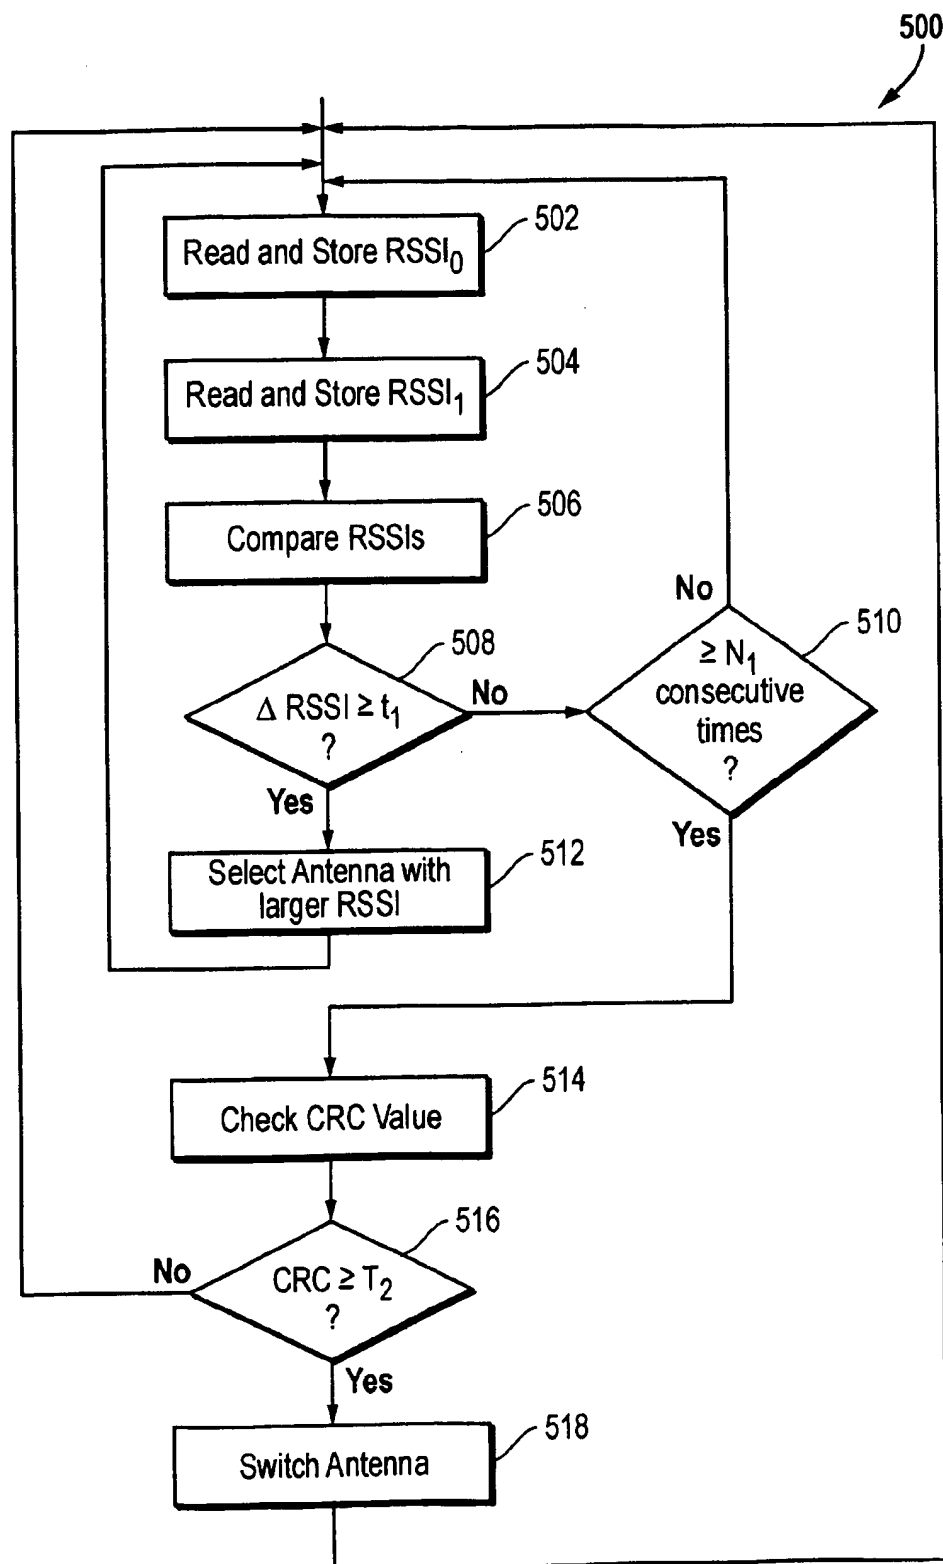 500
Read and Store RSSI₀
502
Read and Store RSSI₁
504
Compare RSSIs
506
Δ RSSI ≥ t₁
?
508
No
Yes
≥ N₁
consecutive
times
?
510
No
Yes
Select Antenna with
larger RSSI
512
Check CRC Value
514
CRC ≥ T₂
?
516
No
Yes
Switch Antenna
518